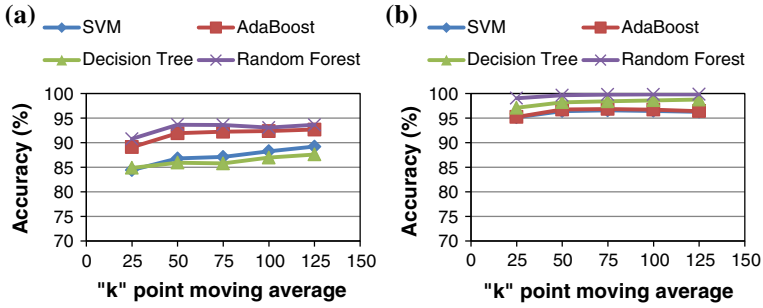 (a)
SVM
AdaBoost
Decision Tree
Random Forest
Accuracy (%)
100
95
90
85
80
75
70
0
25
50
75
100
125
150
"k" point moving average
(b)
SVM
AdaBoost
Decision Tree
Random Forest
Accuracy (%)
100
95
90
85
80
75
70
0
25
50
75
100
125
150
"k" point moving average